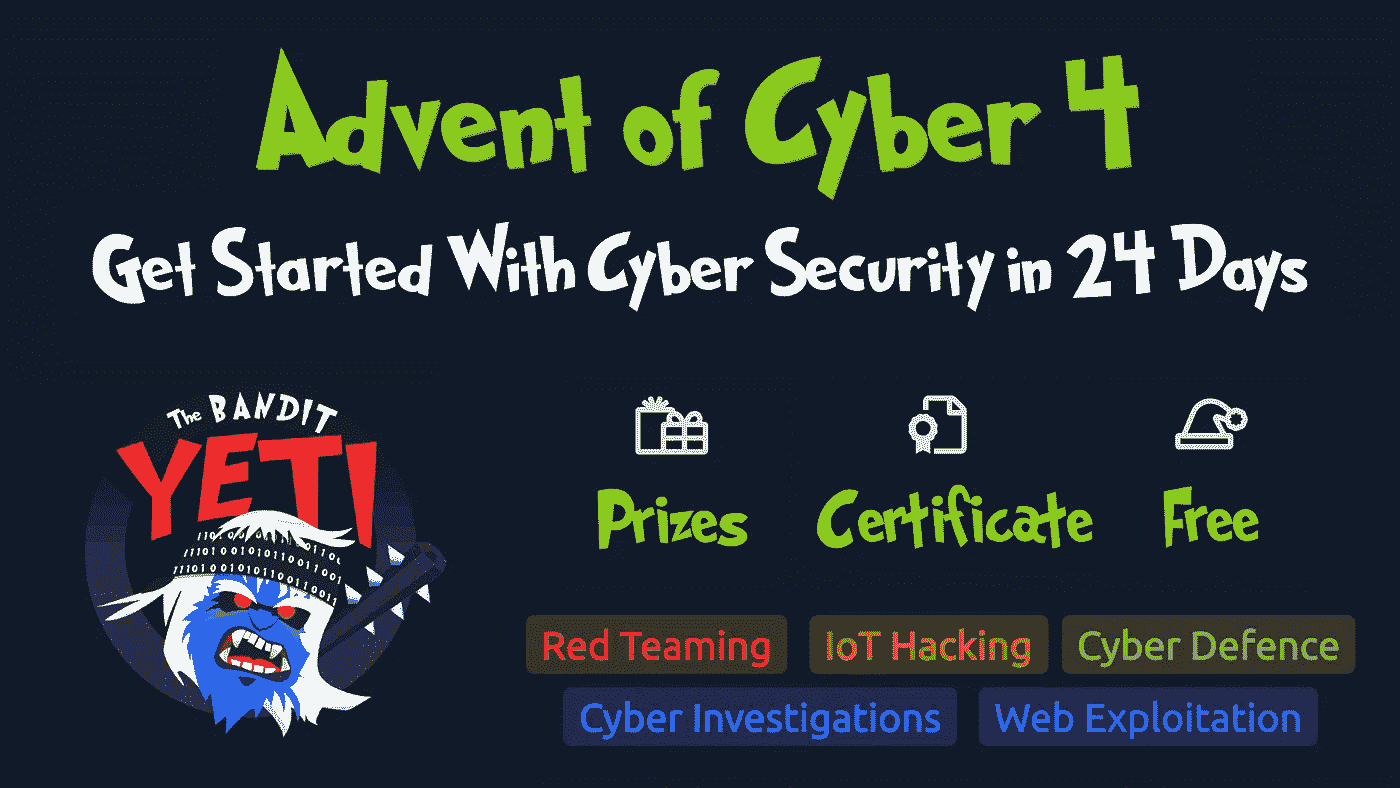 Advent of Cyber 4
Get Started With Cyber Security in 24 Days
The BANDIT
YETI
Prizes
Certificate
Free
Red Teaming
IoT Hacking
Cyber Defence
Cyber Investigations
Web Exploitation